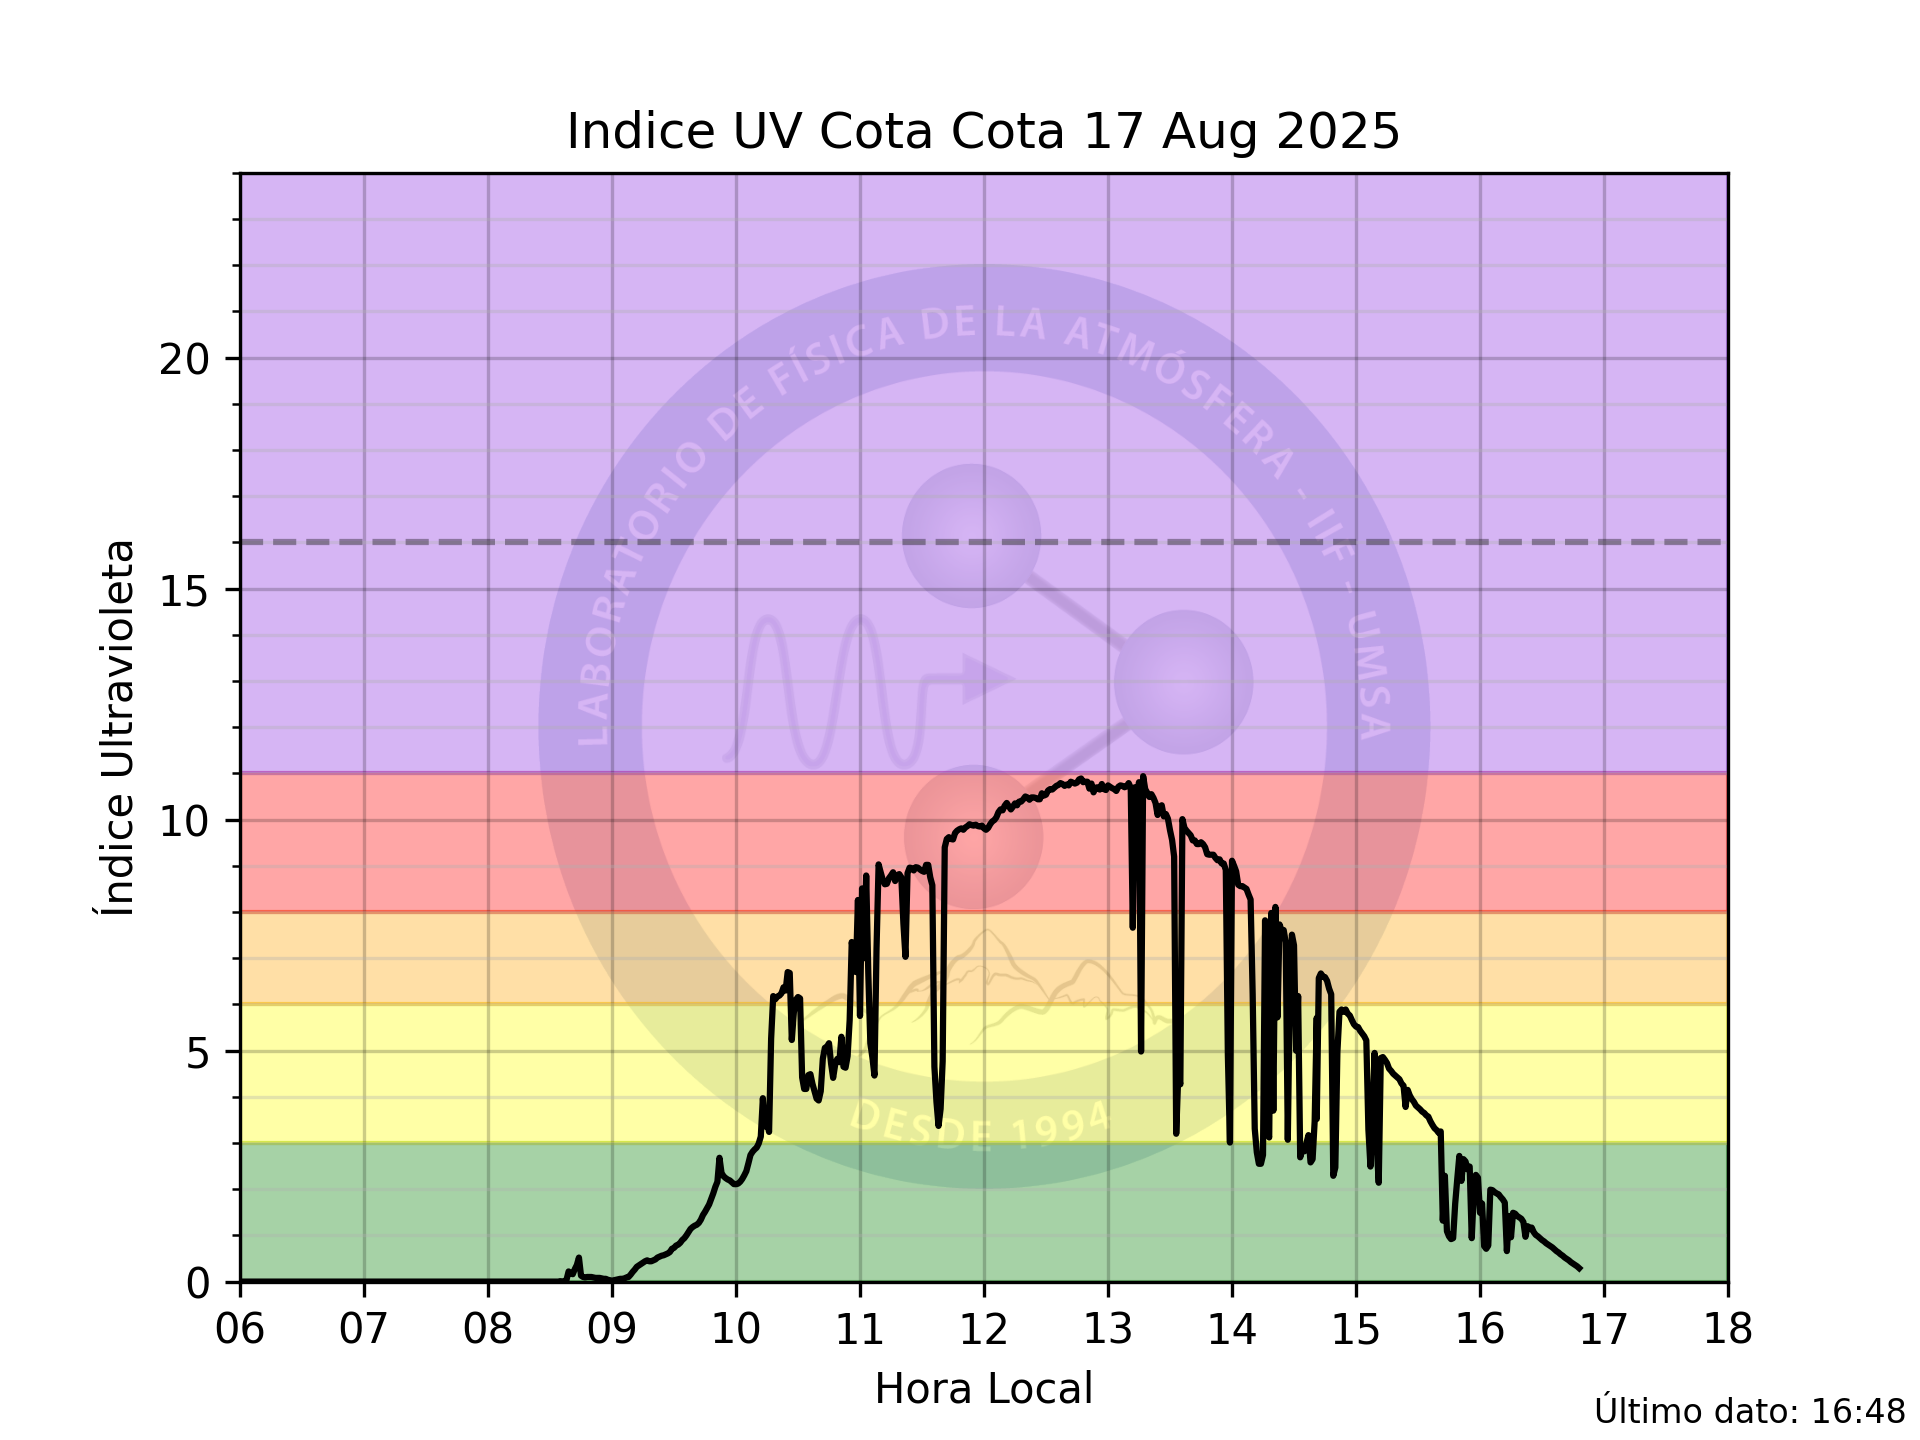 Indice UV Cota Cota 17 Aug 2025
Índice Ultravioleta
20
15
10
5
0
LABORATORIO DE FÍSICA DE LA ATMÓSFERA - IIF - UMSA
DESDE 1994
06 07 08 09 10 11 12 13 14 15 16 17 18
Hora Local
Último dato: 16:48